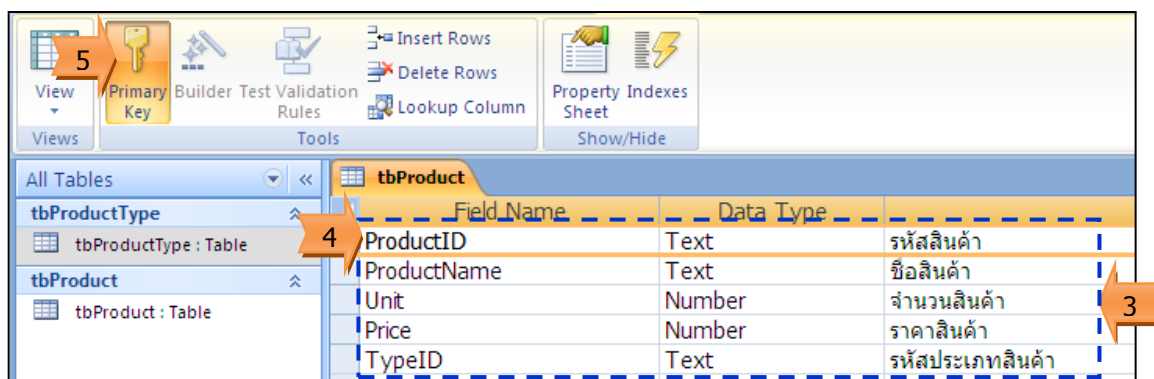 5
View
Views
Primary
Key
Builder
Test Validation
Rules
Insert Rows
Delete Rows
Lookup Column
Tools
Property
Sheet
Indexes
Show/Hide
All Tables
tbProductType
tbProductType : Table
tbProduct
tbProduct : Table
tbProduct
Field Name Data Type
4
ProductID Text รหัสสินค้า
ProductName Text ชื่อสินค้า
Unit Number จำนวนสินค้า
3
Price Number ราคาสินค้า
TypeID Text รหัสประเภทสินค้า